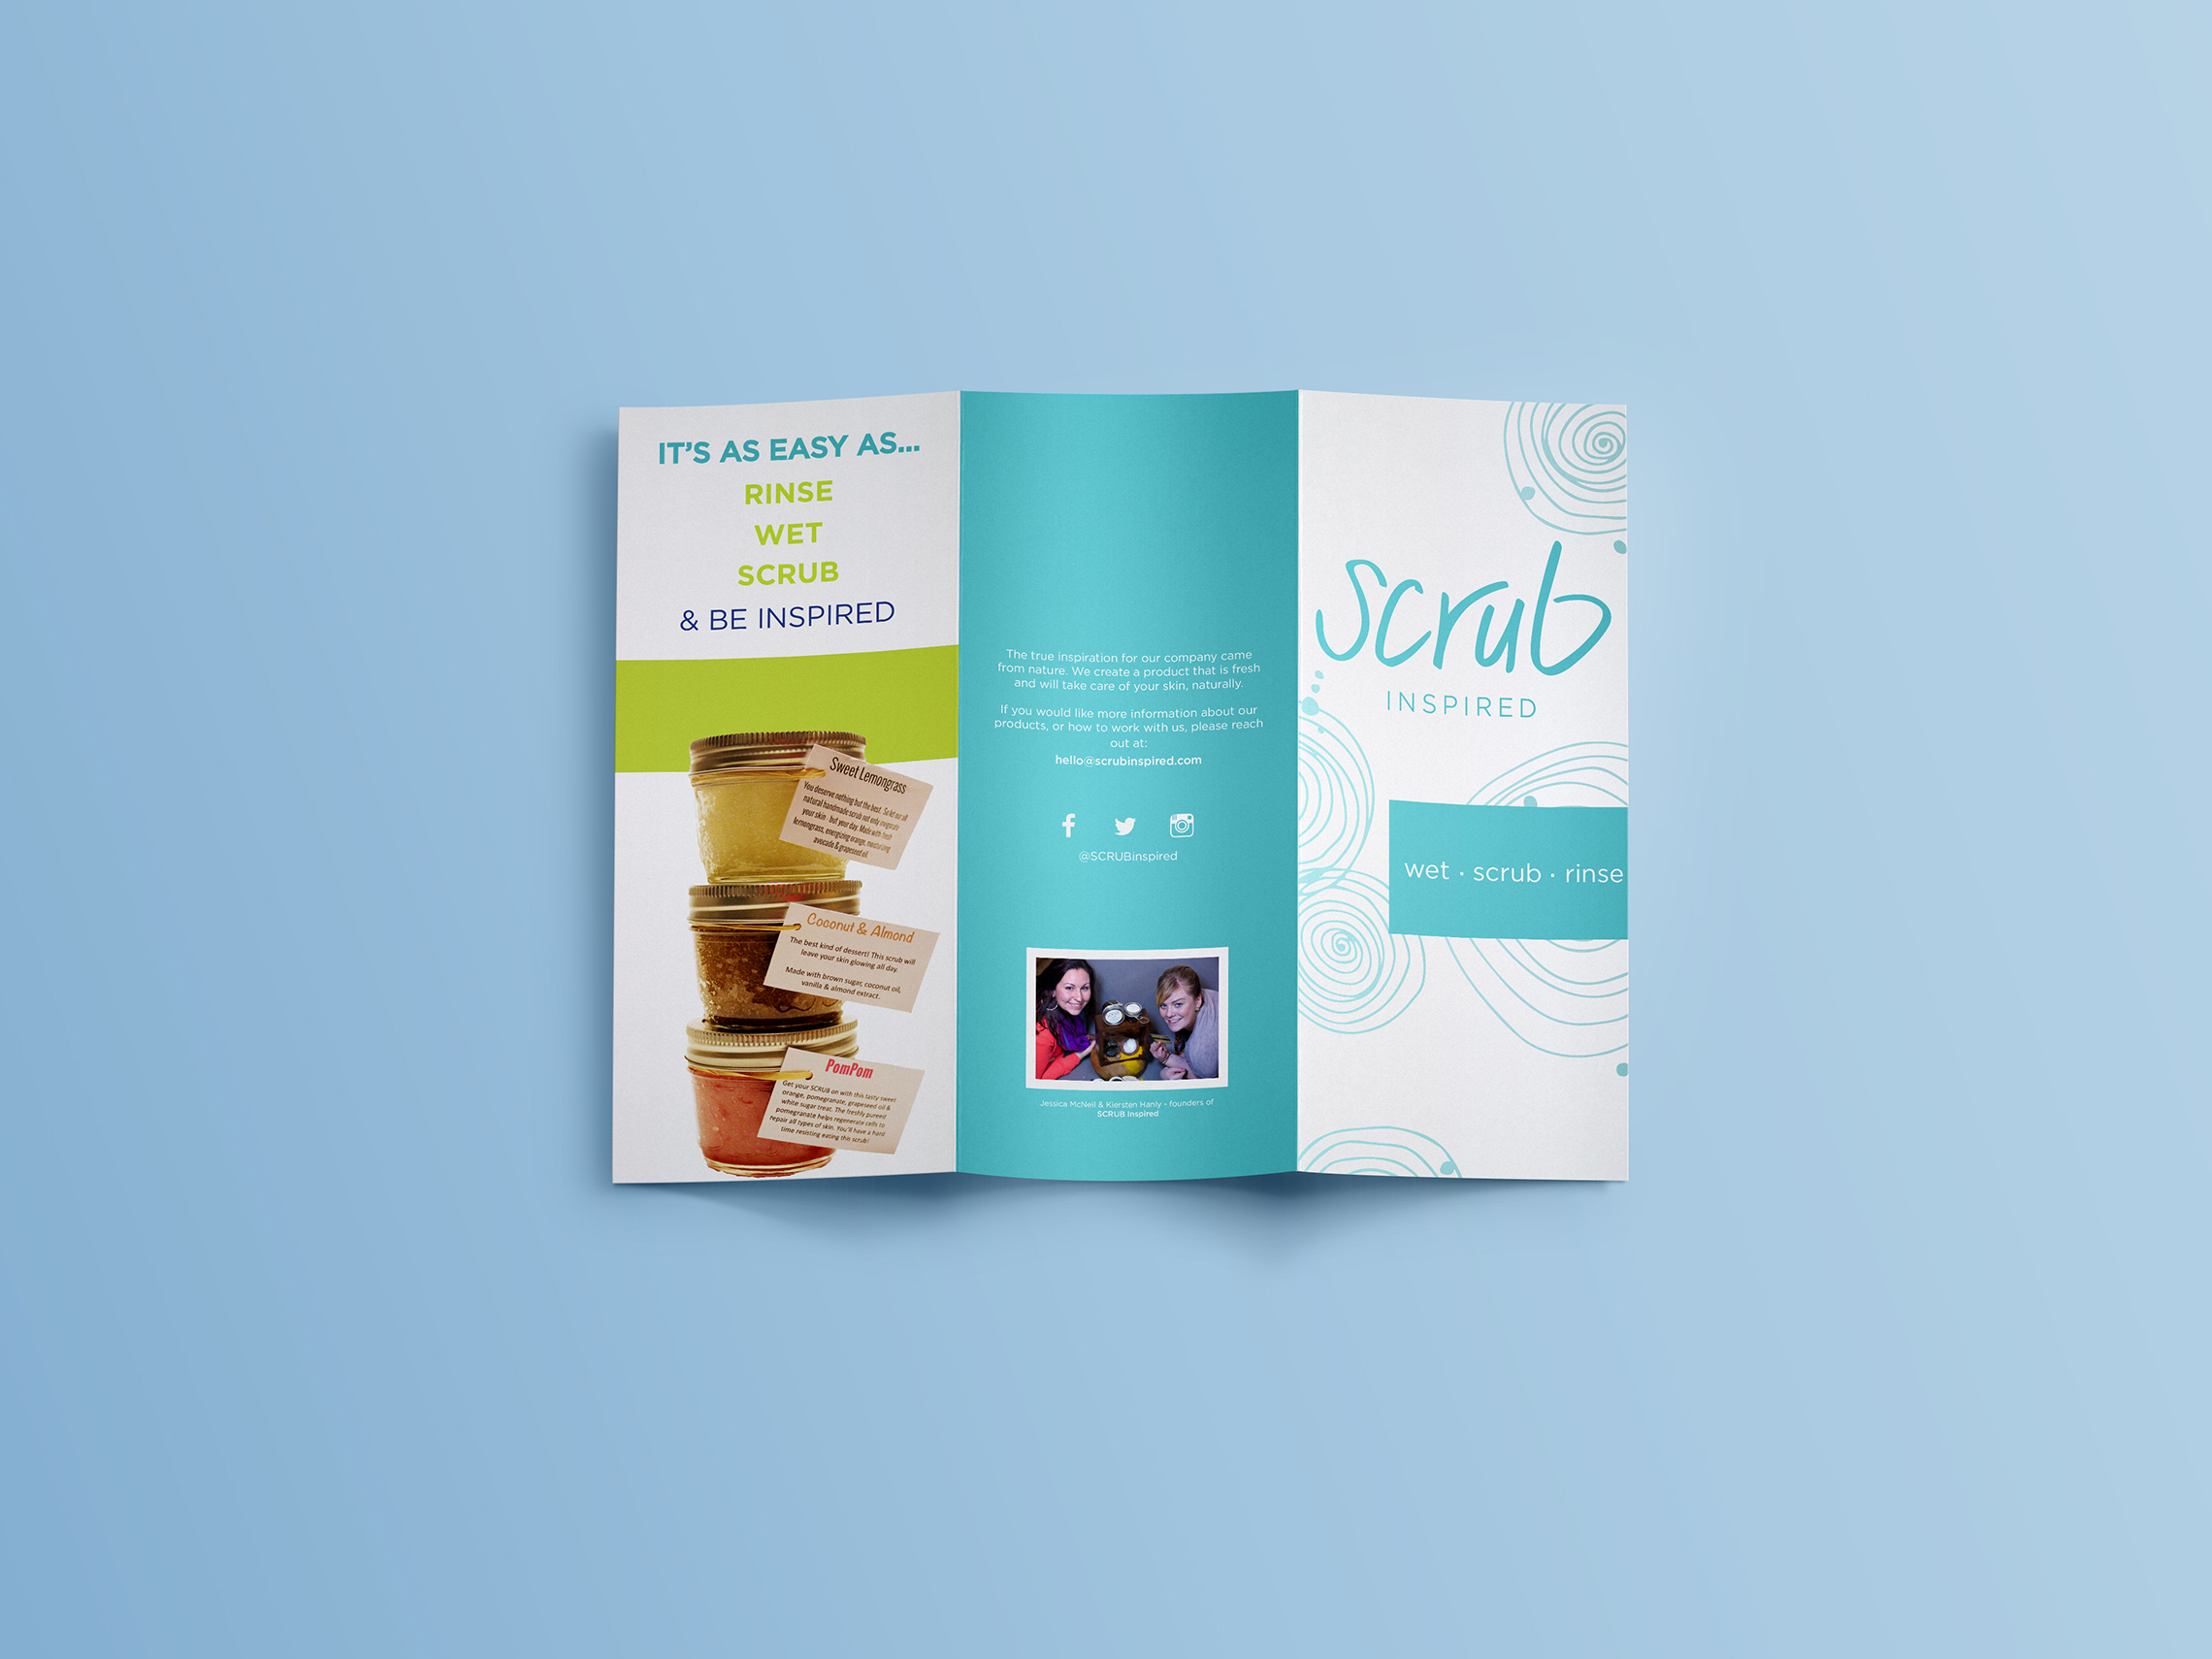 IT'S AS EASY AS...
RINSE
WET
SCRUB
& BE INSPIRED
Sweet Lemongrass
You deserve nothing but the best. So let our all
natural handmade scrub not only invigorate
your skin - but your day. Made with fresh
lemongrass, energizing orange, moisturizing
avocado & grapeseed oil.
Coconut & Almond
The best kind of dessert! This scrub will
leave your skin glowing all day.
Made with brown sugar, coconut oil,
vanilla & almond extract.
PomPom
Get your SCRUB on with this tasty sweet
orange, pomegranate, grapeseed oil &
white sugar treat. The freshly pureed
pomegranate helps regenerate cells to
repair all types of skin. You'll have a hard
time resisting eating this scrub!
The true inspiration for our company came
from nature. We create a product that is fresh
and will take care of your skin, naturally.
If you would like more information about our
products, or how to work with us, please reach
out at:
hello@scrubinspired.com
@SCRUBinspired
Jessica McNeil & Kiersten Hanly - founders of
SCRUB Inspired
scrub
INSPIRED
wet · scrub · rinse